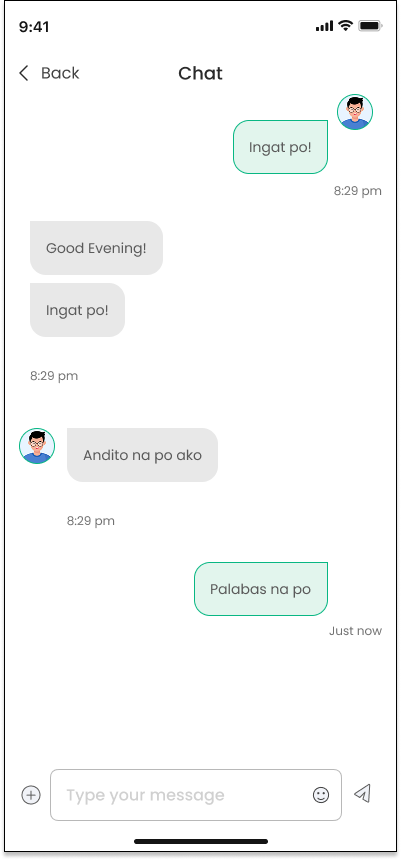 9:41
Back
Chat
Ingat po!
8:29 pm
Good Evening!
Ingat po!
8:29 pm
Andito na po ako
8:29 pm
Palabas na po
Just now
Type your message